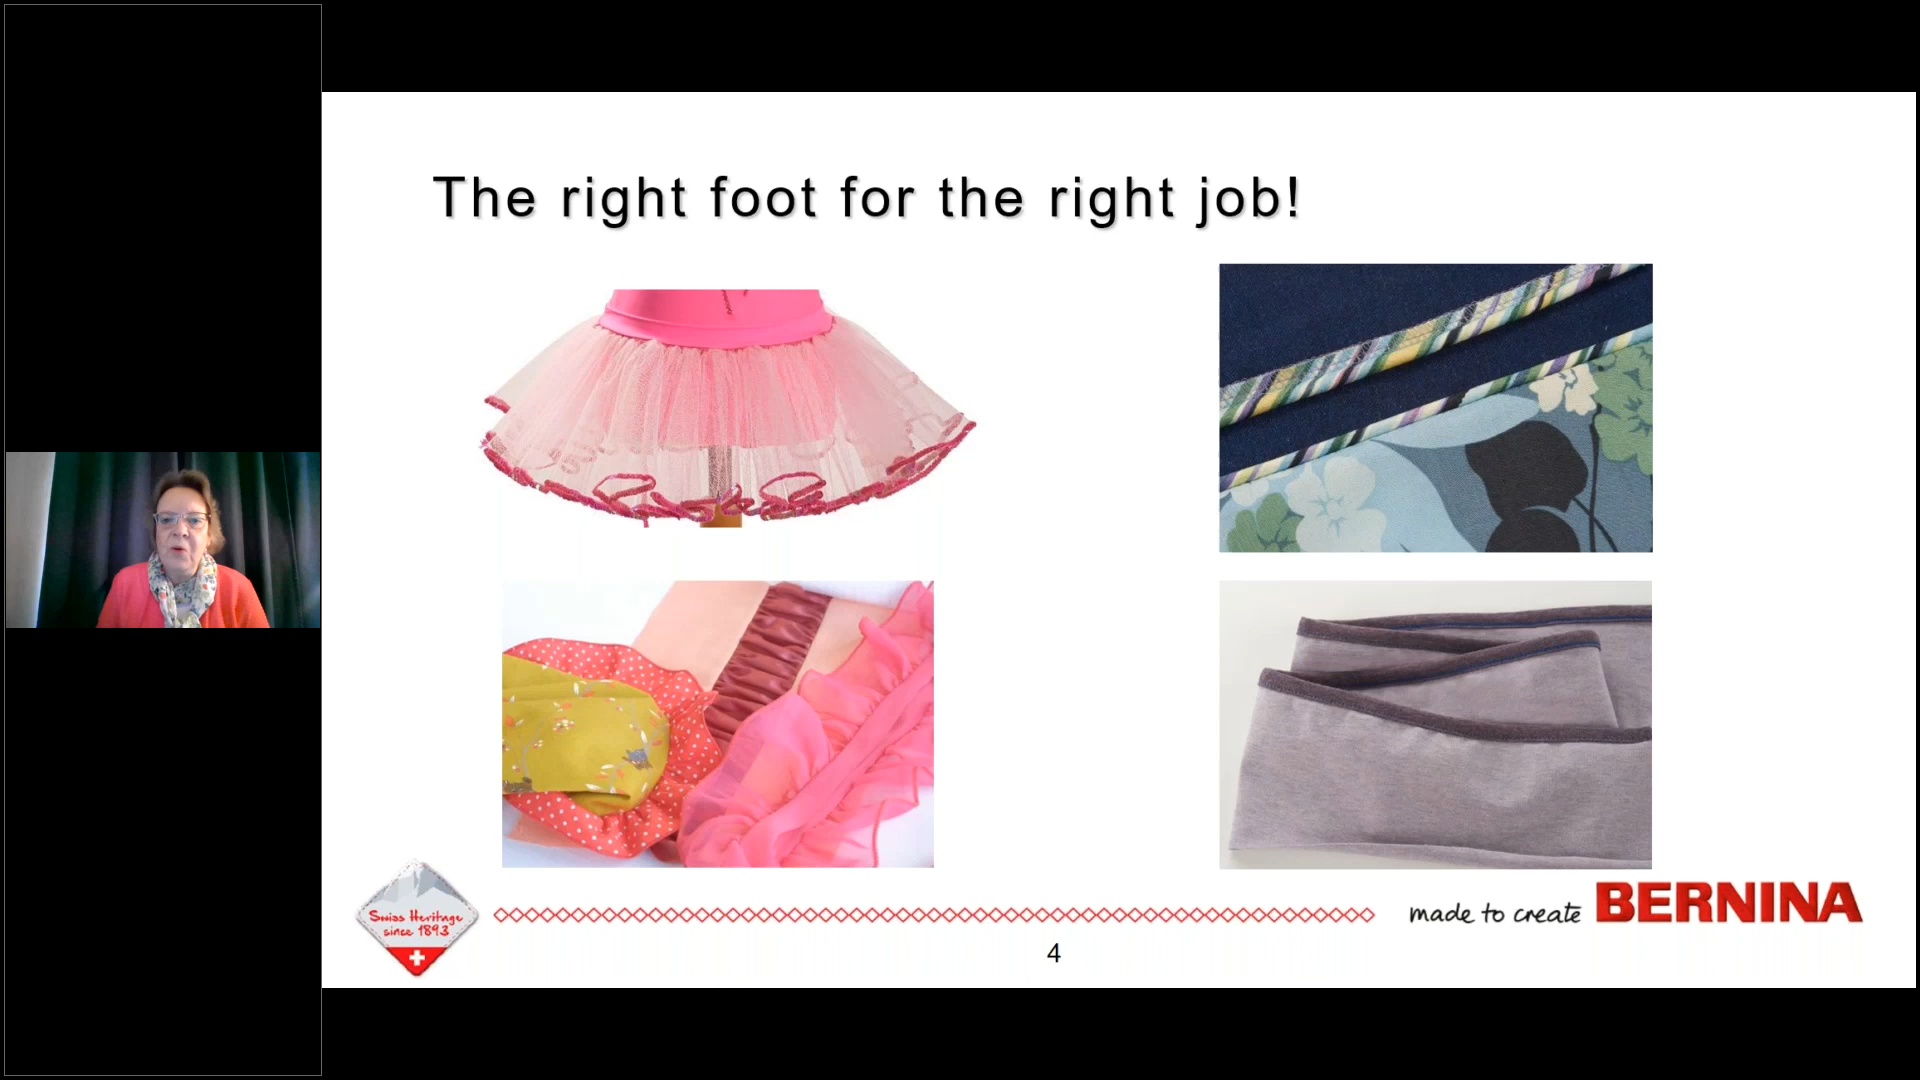 The right foot for the right job!
Swiss Heritage
since 1893
made to create BERNINA
4